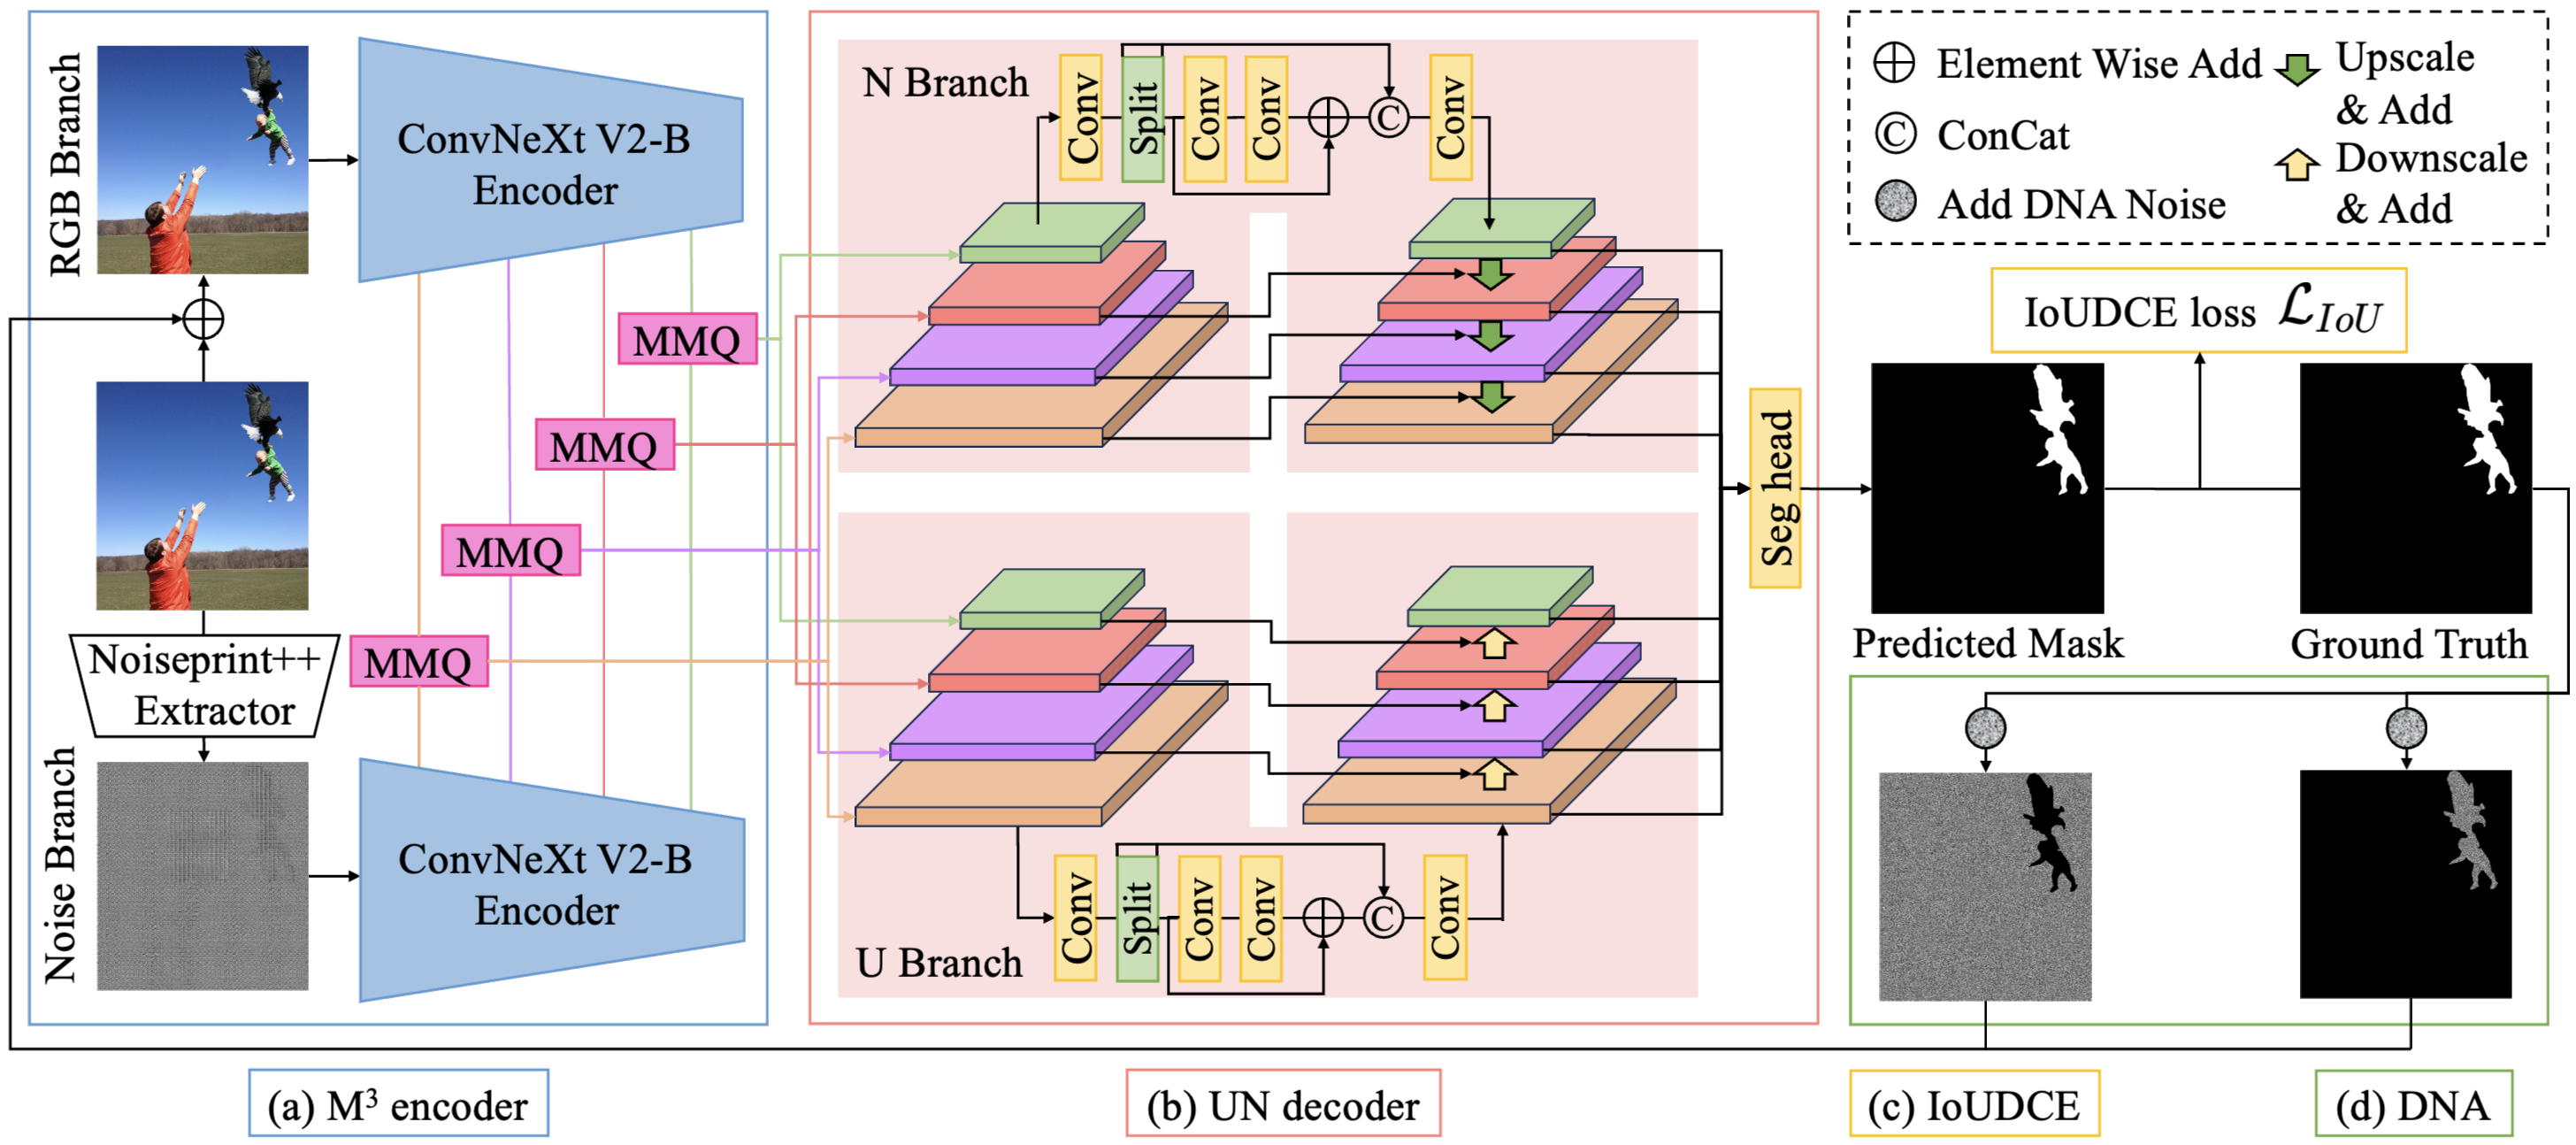 RGB Branch
ConvNeXt V2-B
Encoder
Noiseprint++
Extractor
Noise Branch
ConvNeXt V2-B
Encoder
MMQ
MMQ
MMQ
MMQ
N Branch
Conv
Split
Conv
Conv
C
Conv
U Branch
Conv
Split
Conv
Conv
C
Conv
Seg head
Element Wise Add
C ConCat
Add DNA Noise
Upscale
& Add
Downscale
& Add
IoUDCE loss ℒ_IoU
Predicted Mask
Ground Truth
(a) M³ encoder
(b) UN decoder
(c) IoUDCE
(d) DNA